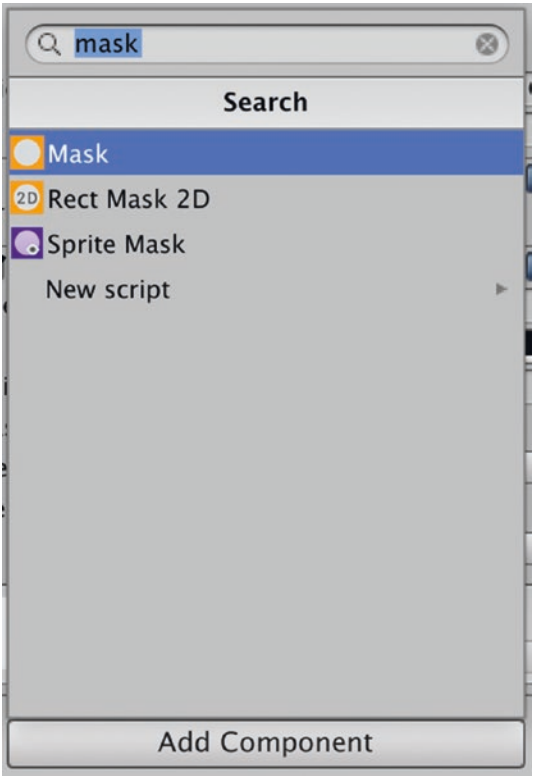 mask
Search
Mask
2D Rect Mask 2D
Sprite Mask
New script
Add Component